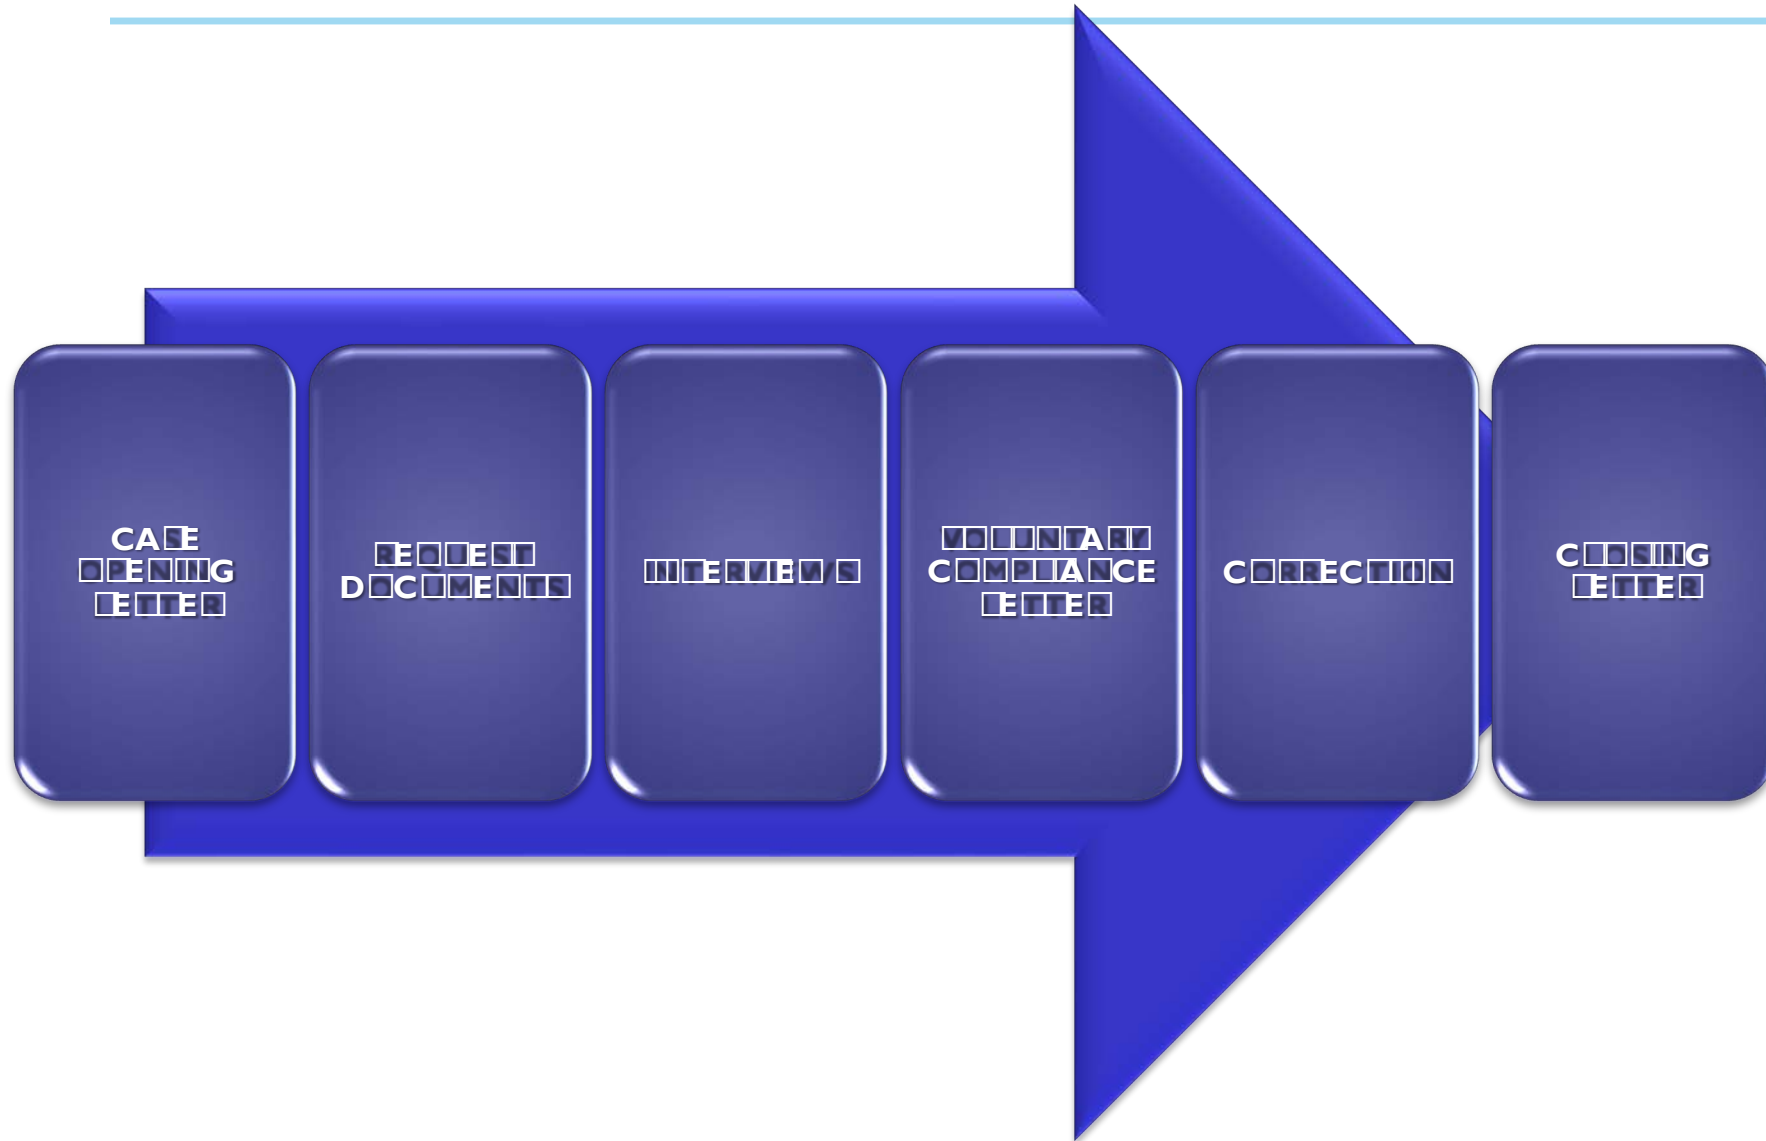 CASE
OPENING
LETTER
REQUEST
DOCUMENTS
INTERVIEWS
VOLUNTARY
COMPLIANCE
LETTER
CORRECTION
CLOSING
LETTER